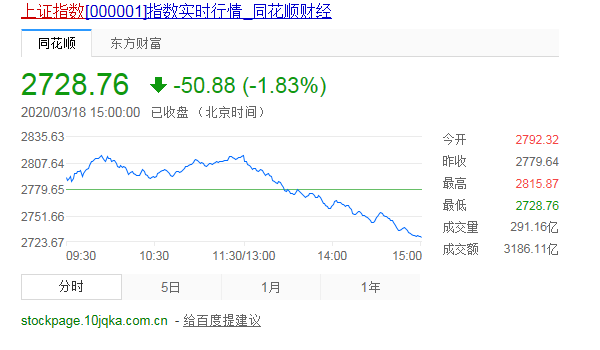 上证指数[000001]指数实时行情_同花顺财经
同花顺 东方财富
2728.76 -50.88 (-1.83%)
2020/03/18 15:00:00 已收盘 (北京时间)
2835.63
2807.64
2779.65
2751.66
2723.67
09:30 10:30 11:30/13:00 14:00 15:00
今开 2792.32
昨收 2779.64
最高 2815.87
最低 2728.76
成交量 291.16亿
成交额 3186.11亿
分时 5日 1月 1年
stockpage.10jqka.com.cn - 给百度提建议